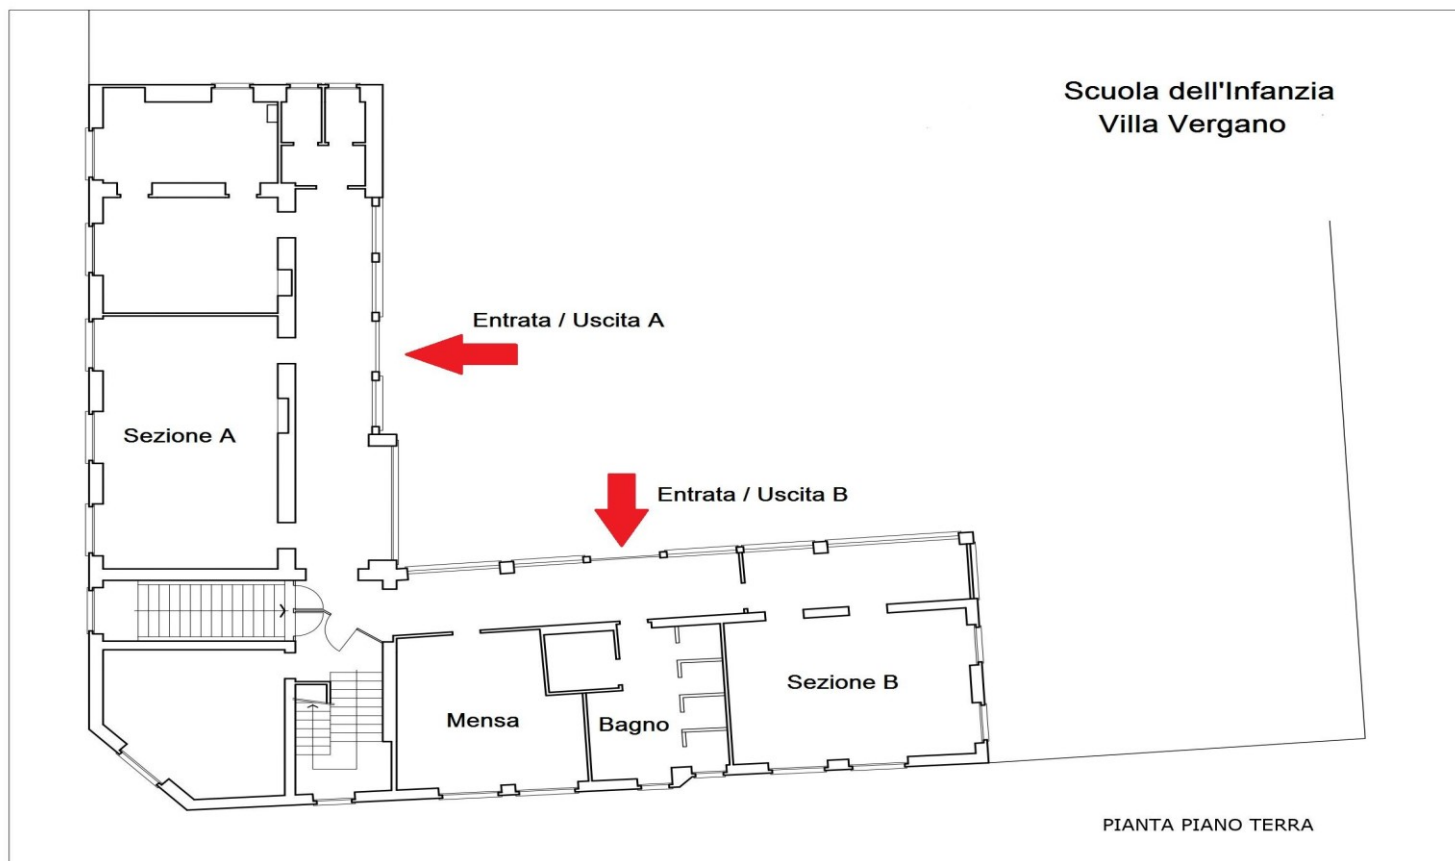 Scuola dell'Infanzia
Villa Vergano
Entrata / Uscita A
Sezione A
Entrata / Uscita B
Sezione B
Mensa
Bagno
PIANTA PIANO TERRA